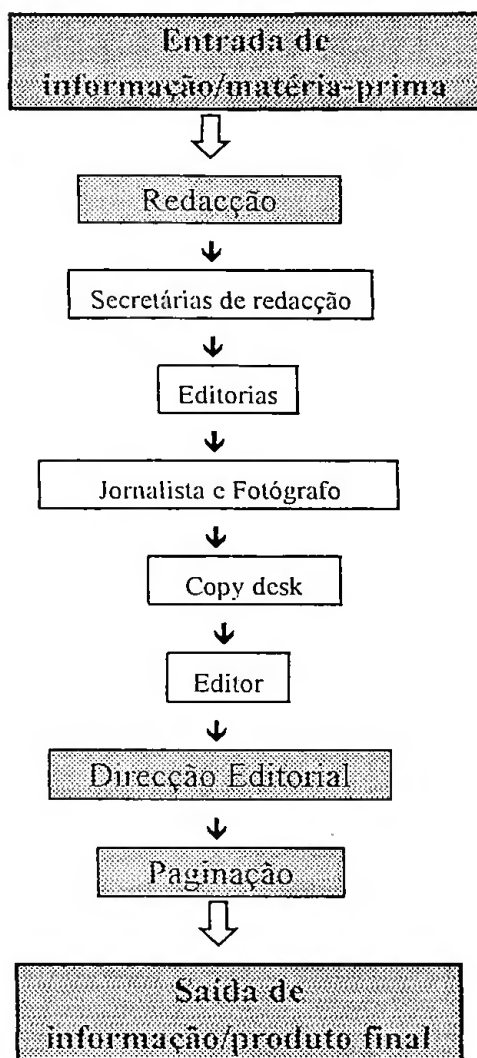 Entrada de
informação/matéria-prima
Redacção
Secretárias de redacção
Editorias
Jornalista e Fotógrafo
Copy desk
Editor
Direcção Editorial
Paginação
Saída de
informação/produto final